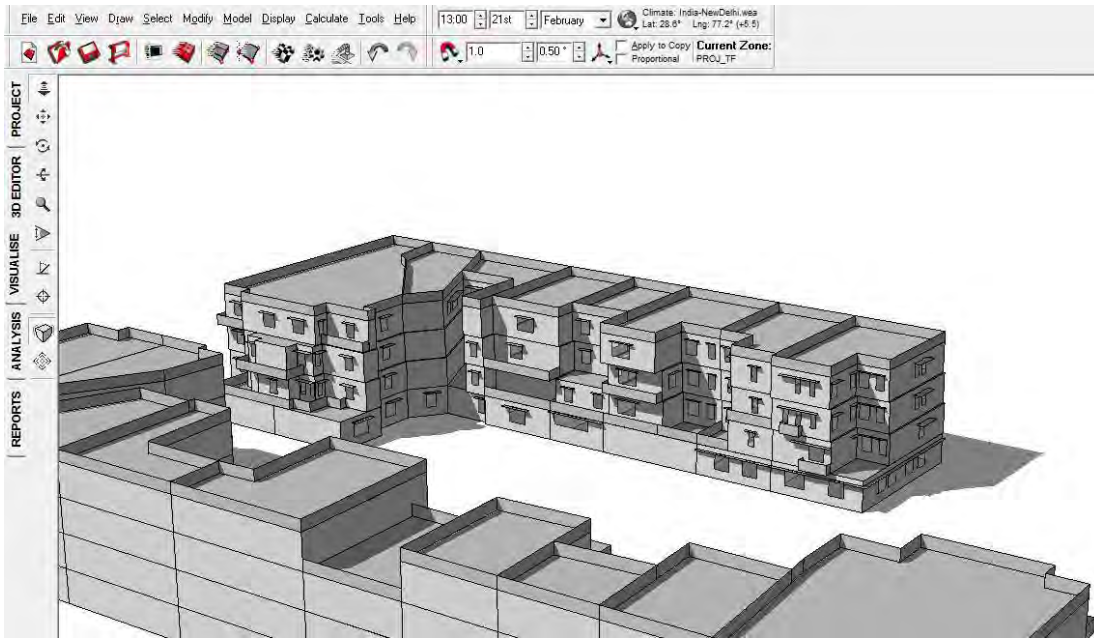 File Edit View Draw Select Modify Model Display Calculate Tools Help
13:00 21st February
Climate: India-NewDelhi.wea
Lat: 28.6° Lng: 77.2° (+5.5)
1.0 0.50 ° Apply to Copy
Proportional
Current Zone:
PROJ_TF
PROJECT
3D EDITOR
VISUALISE
ANALYSIS
REPORTS